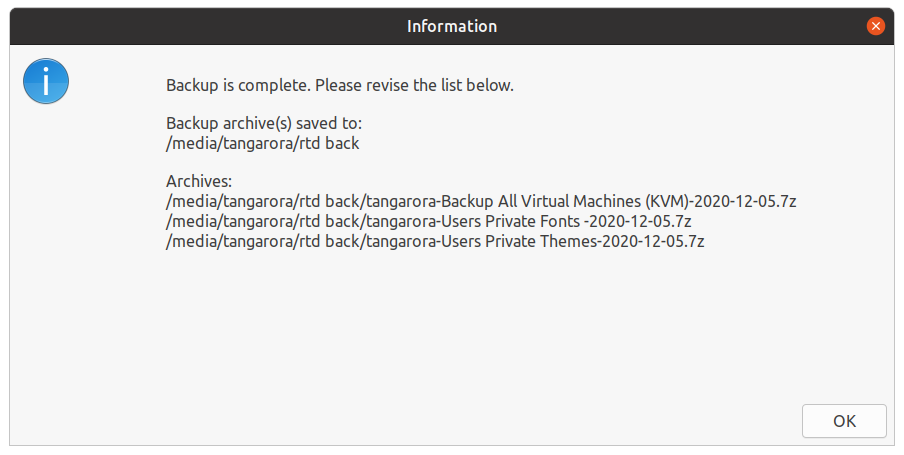 Information
Backup is complete. Please revise the list below.
Backup archive(s) saved to:
/media/tangarora/rtd back
Archives:
/media/tangarora/rtd back/tangarora-Backup All Virtual Machines (KVM)-2020-12-05.7z
/media/tangarora/rtd back/tangarora-Users Private Fonts -2020-12-05.7z
/media/tangarora/rtd back/tangarora-Users Private Themes-2020-12-05.7z
OK